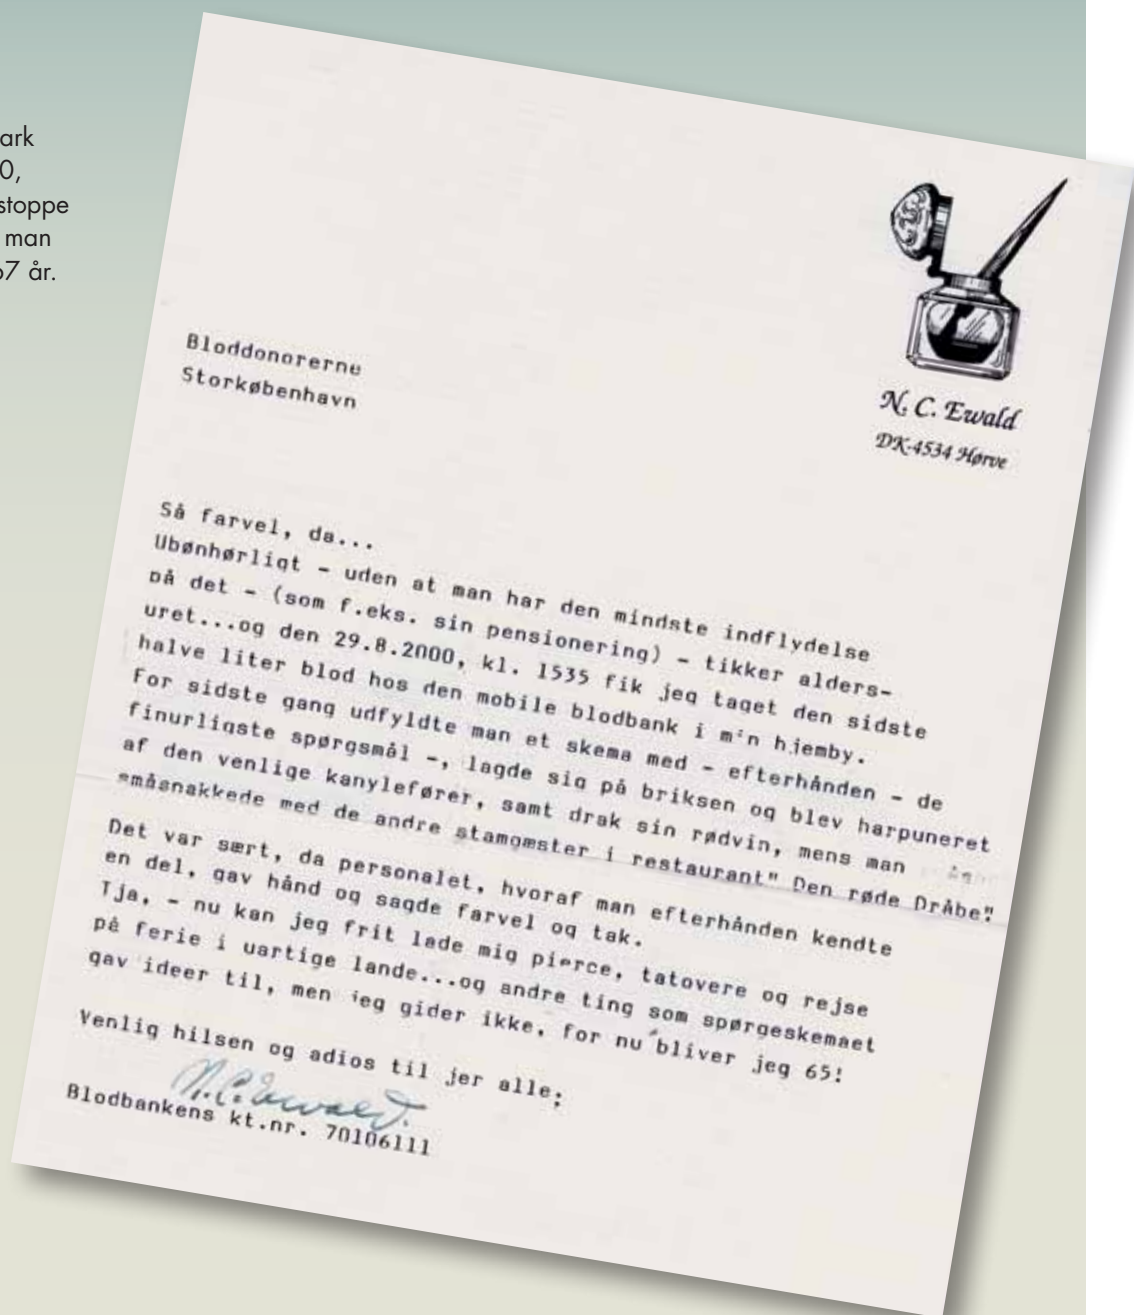 ark
0,
stoppe
man
67 år.
N. C. Ewald
DK-4534 Hørve
Bloddonorerne
Storkøbenhavn
Så farvel, da...
Ubønhørligt - uden at man har den mindste indflydelse
på det - (som f.eks. sin pensionering) - tikker alders-
uret...og den 29.8.2000, kl. 1535 fik jeg taget den sidste
halve liter blod hos den mobile blodbank i min hjemby.
For sidste gang udfyldte man et skema med - efterhånden - de
finurligste spørgsmål -, lagde sig på briksen og blev harpuneret
af den venlige kanylefører, samt drak sin rødvin, mens man
småsnakkede med de andre stamgæster i restaurant" Den røde Dråbe"
Det var sært, da personalet, hvoraf man efterhånden kendte
en del, gav hånd og sagde farvel og tak.
Tja, - nu kan jeg frit lade mig pierce, tatovere og rejse
på ferie i uartige lande...og andre ting som spørgeskemaet
gav ideer til, men jeg gider ikke, for nu bliver jeg 65!
Venlig hilsen og adios til jer alle;
N.C. Ewald.
Blodbankens kt.nr. 70106111